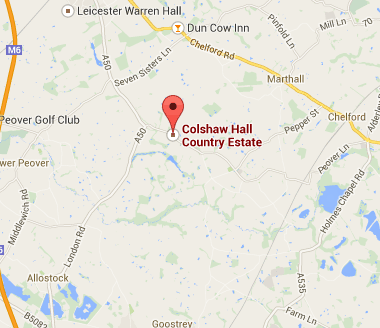 Leicester Warren Hall
Dun Cow Inn
Mill Ln
Pinfold Ln
Chelford Rd
M6
A50
Seven Sisters Ln
Marthall
Pepper St
Chelford
Alderley
Peover Golf Club
A50
Colshaw Hall
Country Estate
Peover Ln
wer Peover
Middlewich Rd
London Rd
Holmes Chapel Rd
Allostock
A535
B5082
Farm Ln
Goostrey